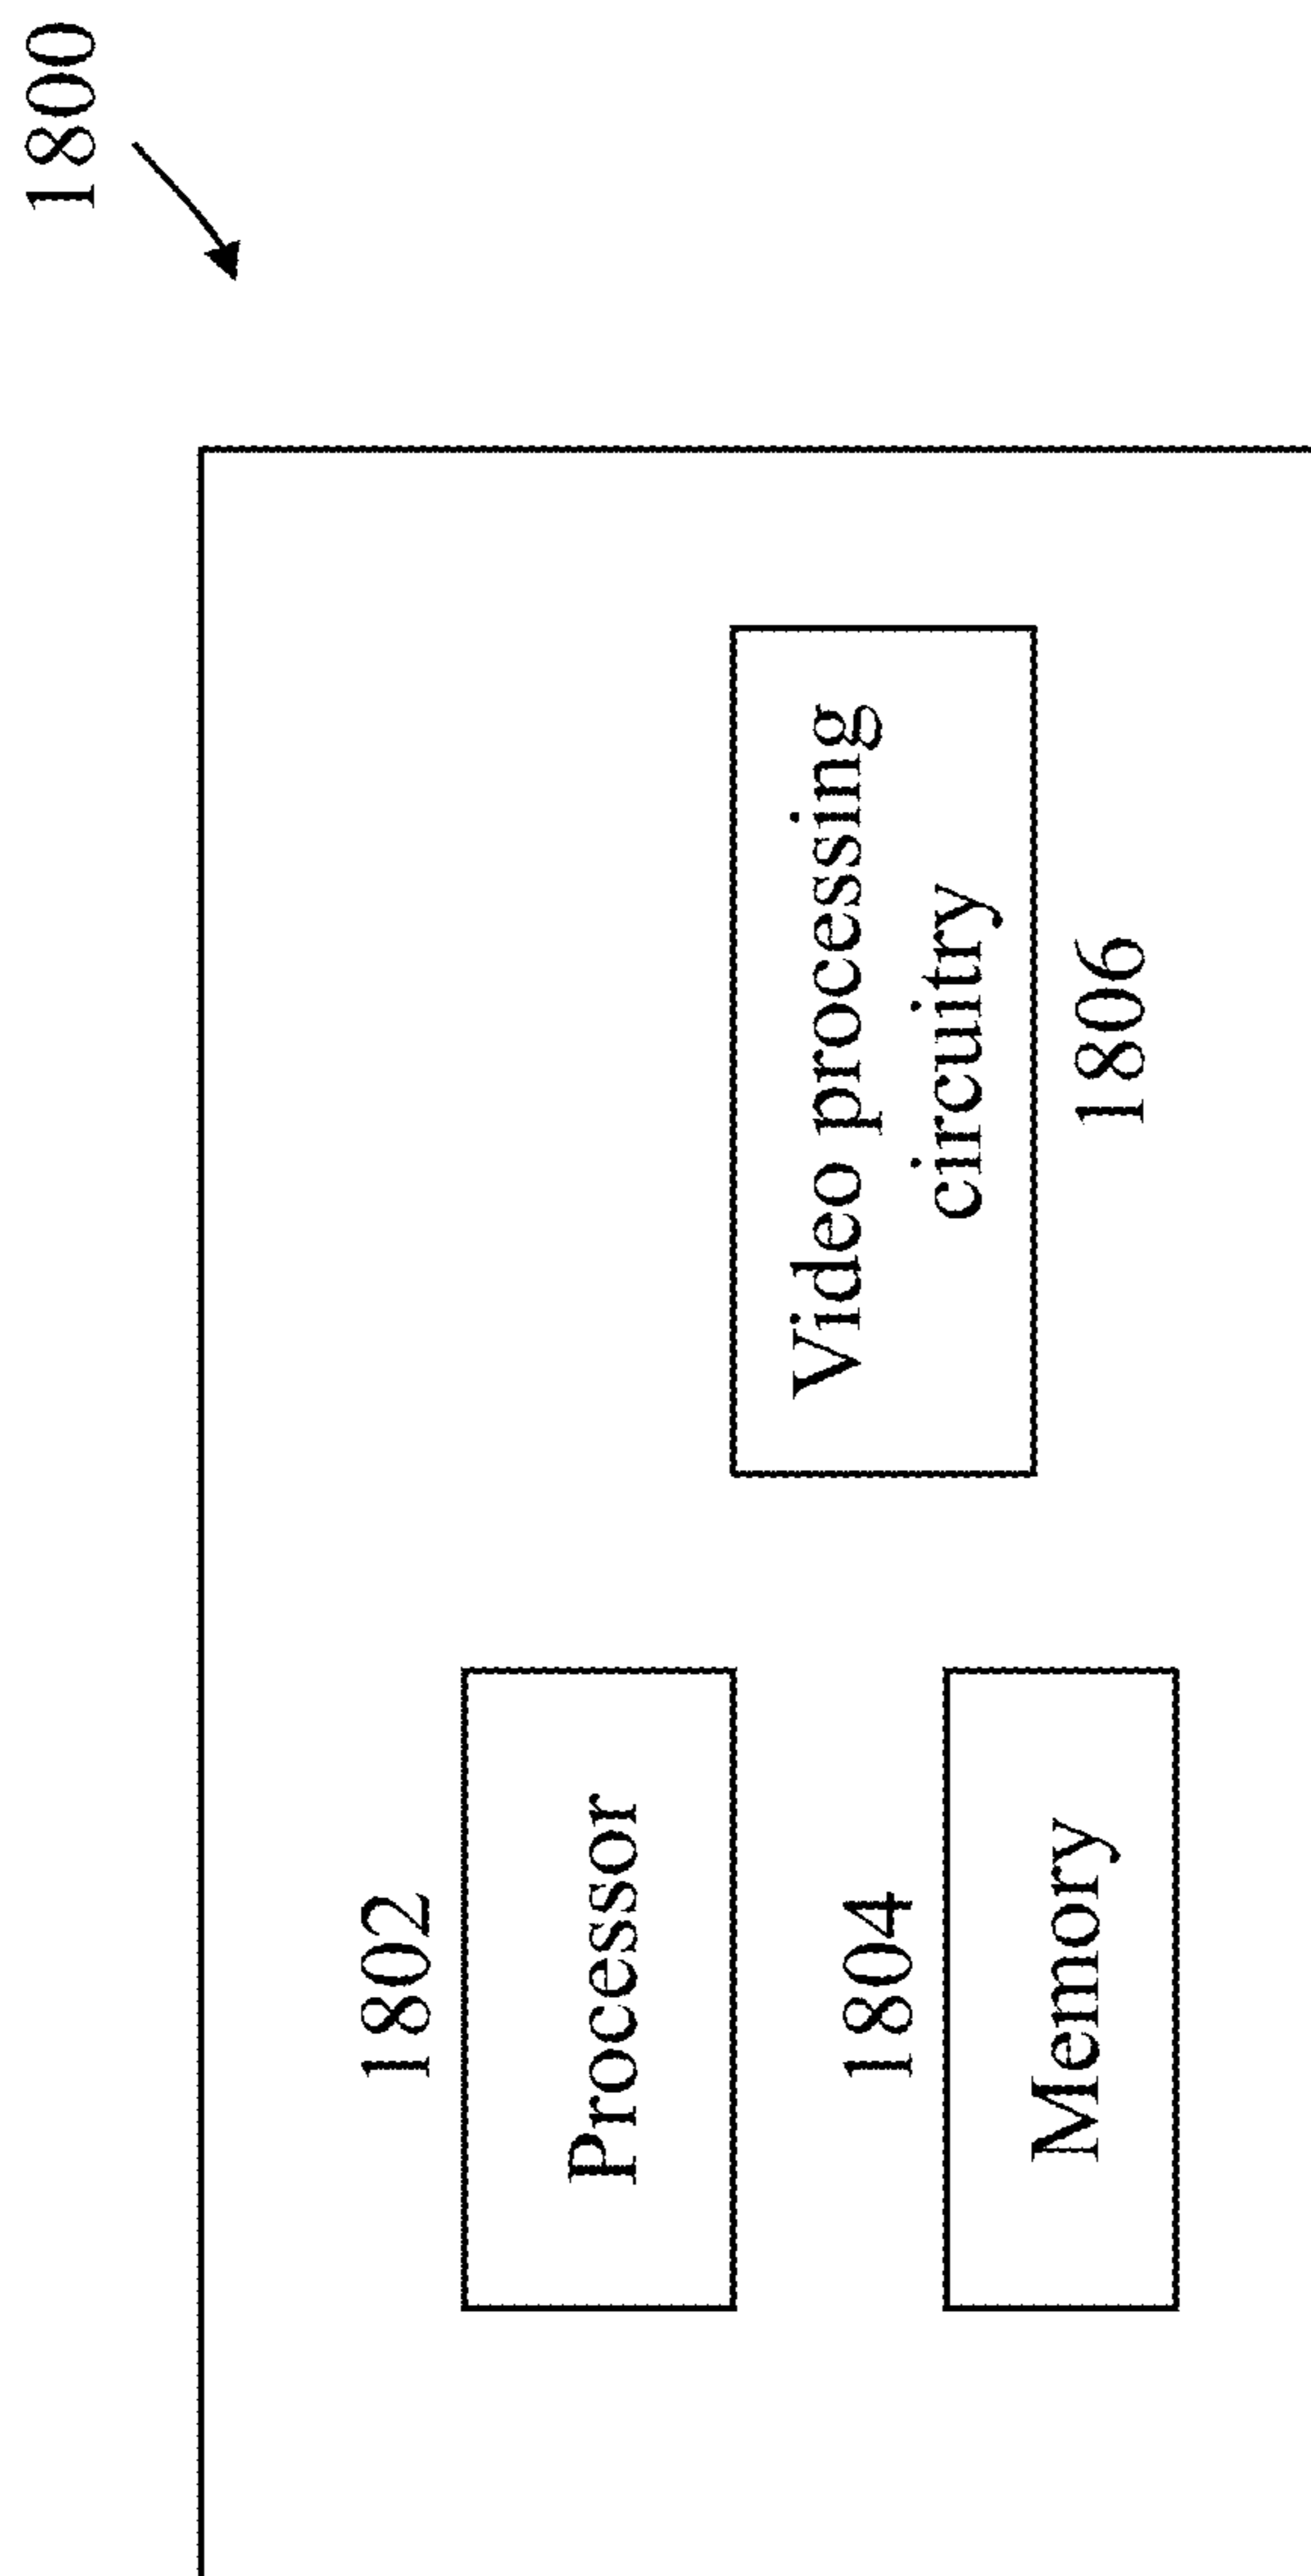 1800
1802
Processor
1804
Memory
Video processing
circuitry
1806